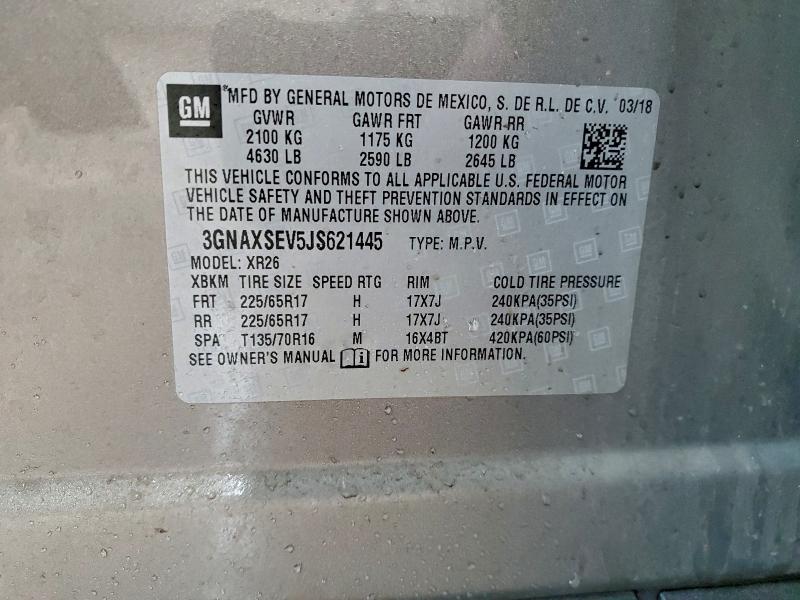 GM
MFD BY GENERAL MOTORS DE MEXICO, S. DE R.L. DE C.V. 03/18
GVWR GAWR FRT GAWR RR
2100 KG 1175 KG 1200 KG
4630 LB 2590 LB 2645 LB
THIS VEHICLE CONFORMS TO ALL APPLICABLE U.S. FEDERAL MOTOR
VEHICLE SAFETY AND THEFT PREVENTION STANDARDS IN EFFECT ON
THE DATE OF MANUFACTURE SHOWN ABOVE.
3GNAXSEV5JS621445 TYPE: M.P.V.
MODEL: XR26
XBKM TIRE SIZE SPEED RTG RIM COLD TIRE PRESSURE
FRT 225/65R17 H 17X7J 240KPA(35PSI)
RR 225/65R17 H 17X7J 240KPA(35PSI)
SPA T135/70R16 M 16X4BT 420KPA(60PSI)
SEE OWNER'S MANUAL i FOR MORE INFORMATION.